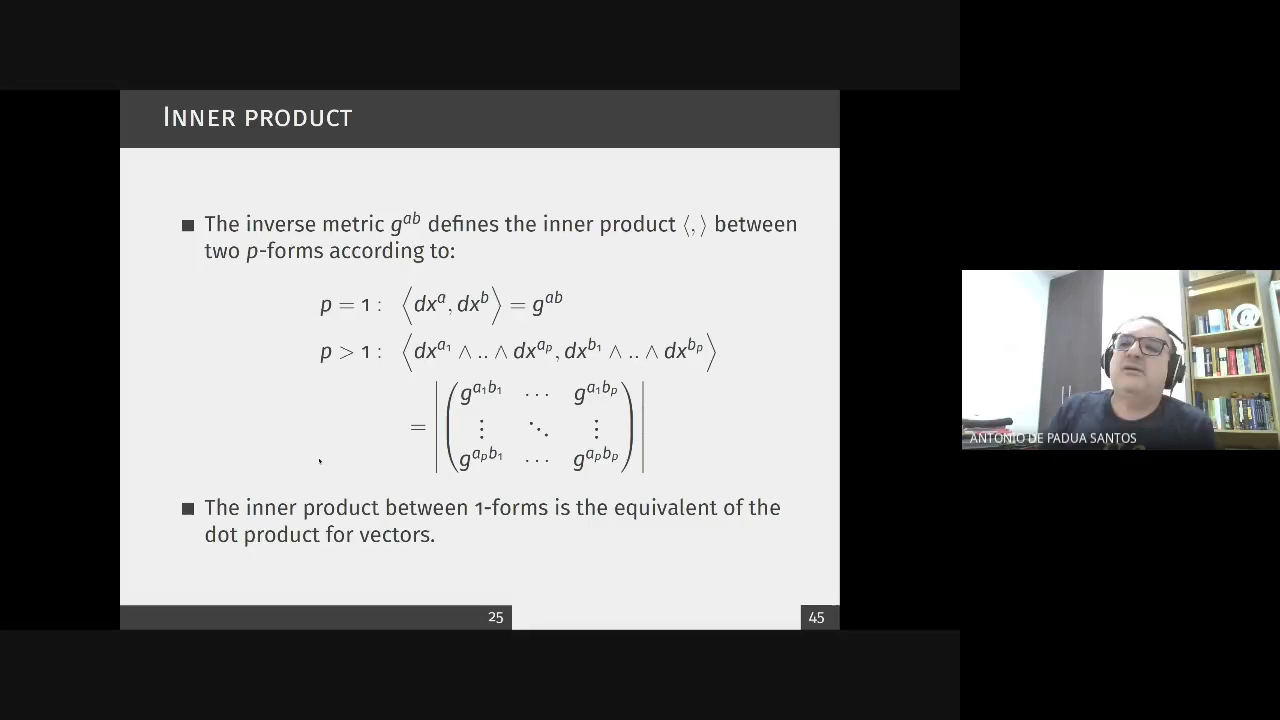 INNER PRODUCT
■ The inverse metric g^{ab} defines the inner product ⟨,⟩ between
two p-forms according to:
p = 1 : ⟨dx^a, dx^b⟩ = g^{ab}
p > 1 : ⟨dx^{a_1} ∧ .. ∧ dx^{a_p}, dx^{b_1} ∧ .. ∧ dx^{b_p}⟩
= |( g^{a_1b_1} ⋯ g^{a_1b_p}
⋮ ⋱ ⋮
g^{a_pb_1} ⋯ g^{a_pb_p} )|
■ The inner product between 1-forms is the equivalent of the
dot product for vectors.
25 45
@
ANTONIO DE PADUA SANTOS